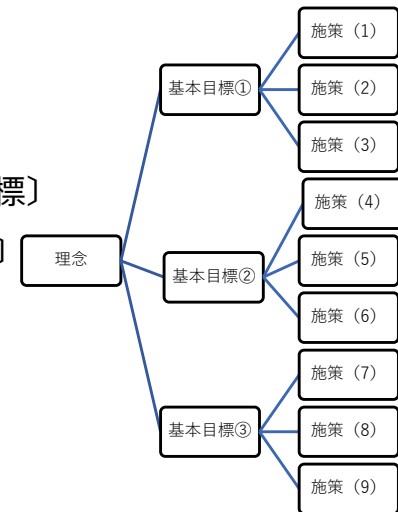 施策（1）
基本目標①
施策（2）
施策（3）
標〕
施策（4）
〕
理念
基本目標②
施策（5）
施策（6）
施策（7）
基本目標③
施策（8）
施策（9）